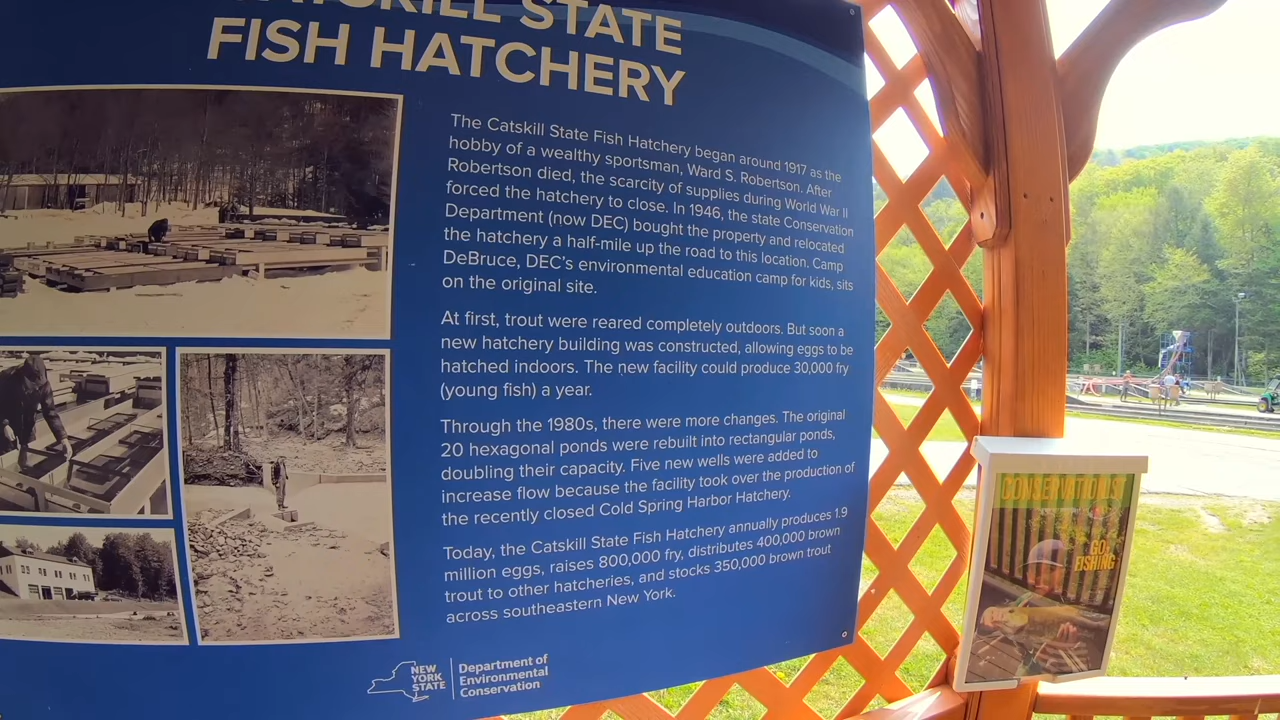 CATSKILL STATE
FISH HATCHERY
The Catskill State Fish Hatchery began around 1917 as the
hobby of a wealthy sportsman, Ward S. Robertson. After
Robertson died, the scarcity of supplies during World War II
forced the hatchery to close. In 1946, the state Conservation
Department (now DEC) bought the property and relocated
the hatchery a half-mile up the road to this location. Camp
DeBruce, DEC's environmental education camp for kids, sits
on the original site.
At first, trout were reared completely outdoors. But soon a
new hatchery building was constructed, allowing eggs to be
hatched indoors. The new facility could produce 30,000 fry
(young fish) a year.
Through the 1980s, there were more changes. The original
20 hexagonal ponds were rebuilt into rectangular ponds,
doubling their capacity. Five new wells were added to
increase flow because the facility took over the production of
the recently closed Cold Spring Harbor Hatchery.
Today, the Catskill State Fish Hatchery annually produces 1.9
million eggs, raises 800,000 fry, distributes 400,000 brown
trout to other hatcheries, and stocks 350,000 brown trout
across southeastern New York.
NEW
YORK
STATE
Department of
Environmental
Conservation
CONSERVATIONIST
GO
FISHING